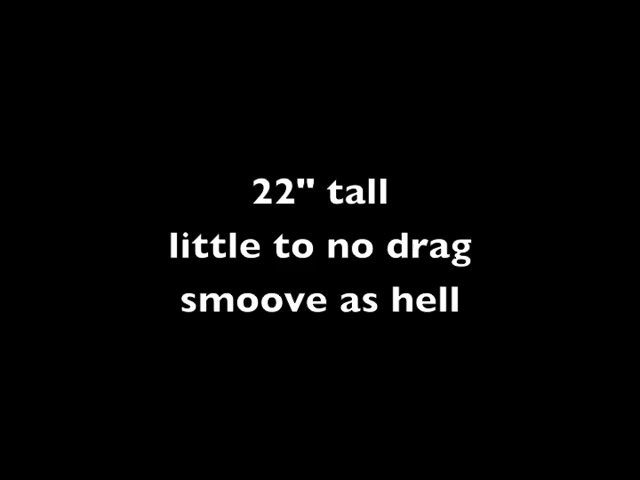 22" tall
little to no drag
smoove as hell